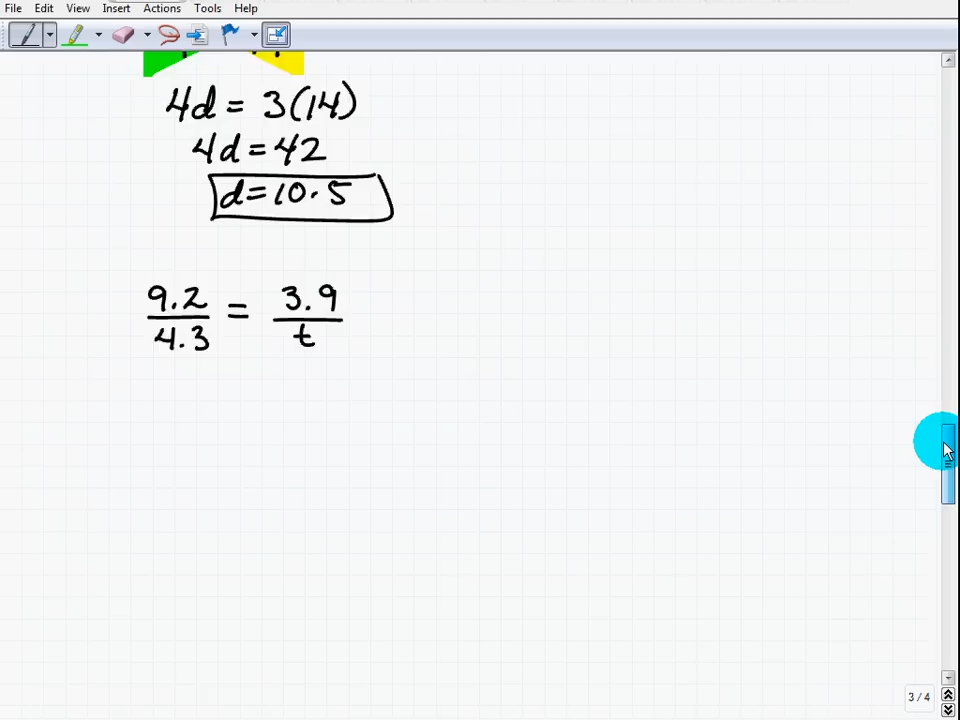 File Edit View Insert Actions Tools Help
4d = 3(14)
4d = 42
d = 10.5
9.2/4.3 = 3.9/t
3 / 4